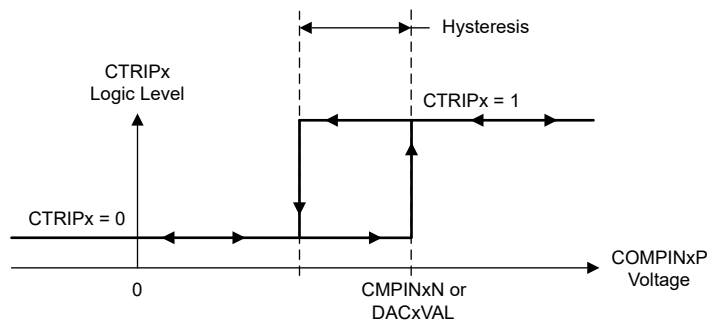 Hysteresis
CTRIPx
Logic Level
CTRIPx = 1
CTRIPx = 0
COMPINxP
Voltage
0
CMPINxN or
DACxVAL